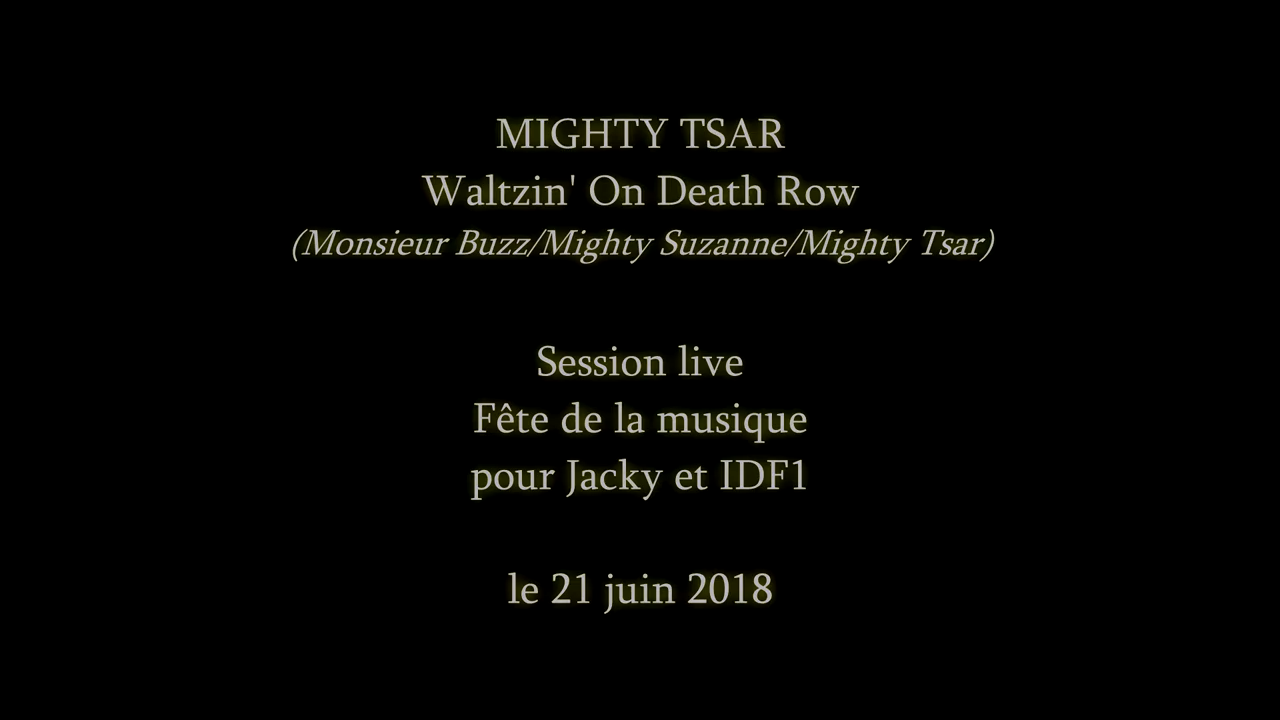 MIGHTY TSAR
Waltzin' On Death Row
(Monsieur Buzz/Mighty Suzanne/Mighty Tsar)
Session live
Fête de la musique
pour Jacky et IDF1
le 21 juin 2018